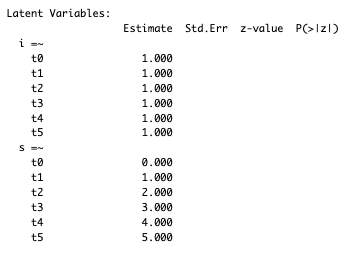 Latent Variables:
Estimate Std.Err z-value P(>|z|)
i =~
t0 1.000
t1 1.000
t2 1.000
t3 1.000
t4 1.000
t5 1.000
s =~
t0 0.000
t1 1.000
t2 2.000
t3 3.000
t4 4.000
t5 5.000